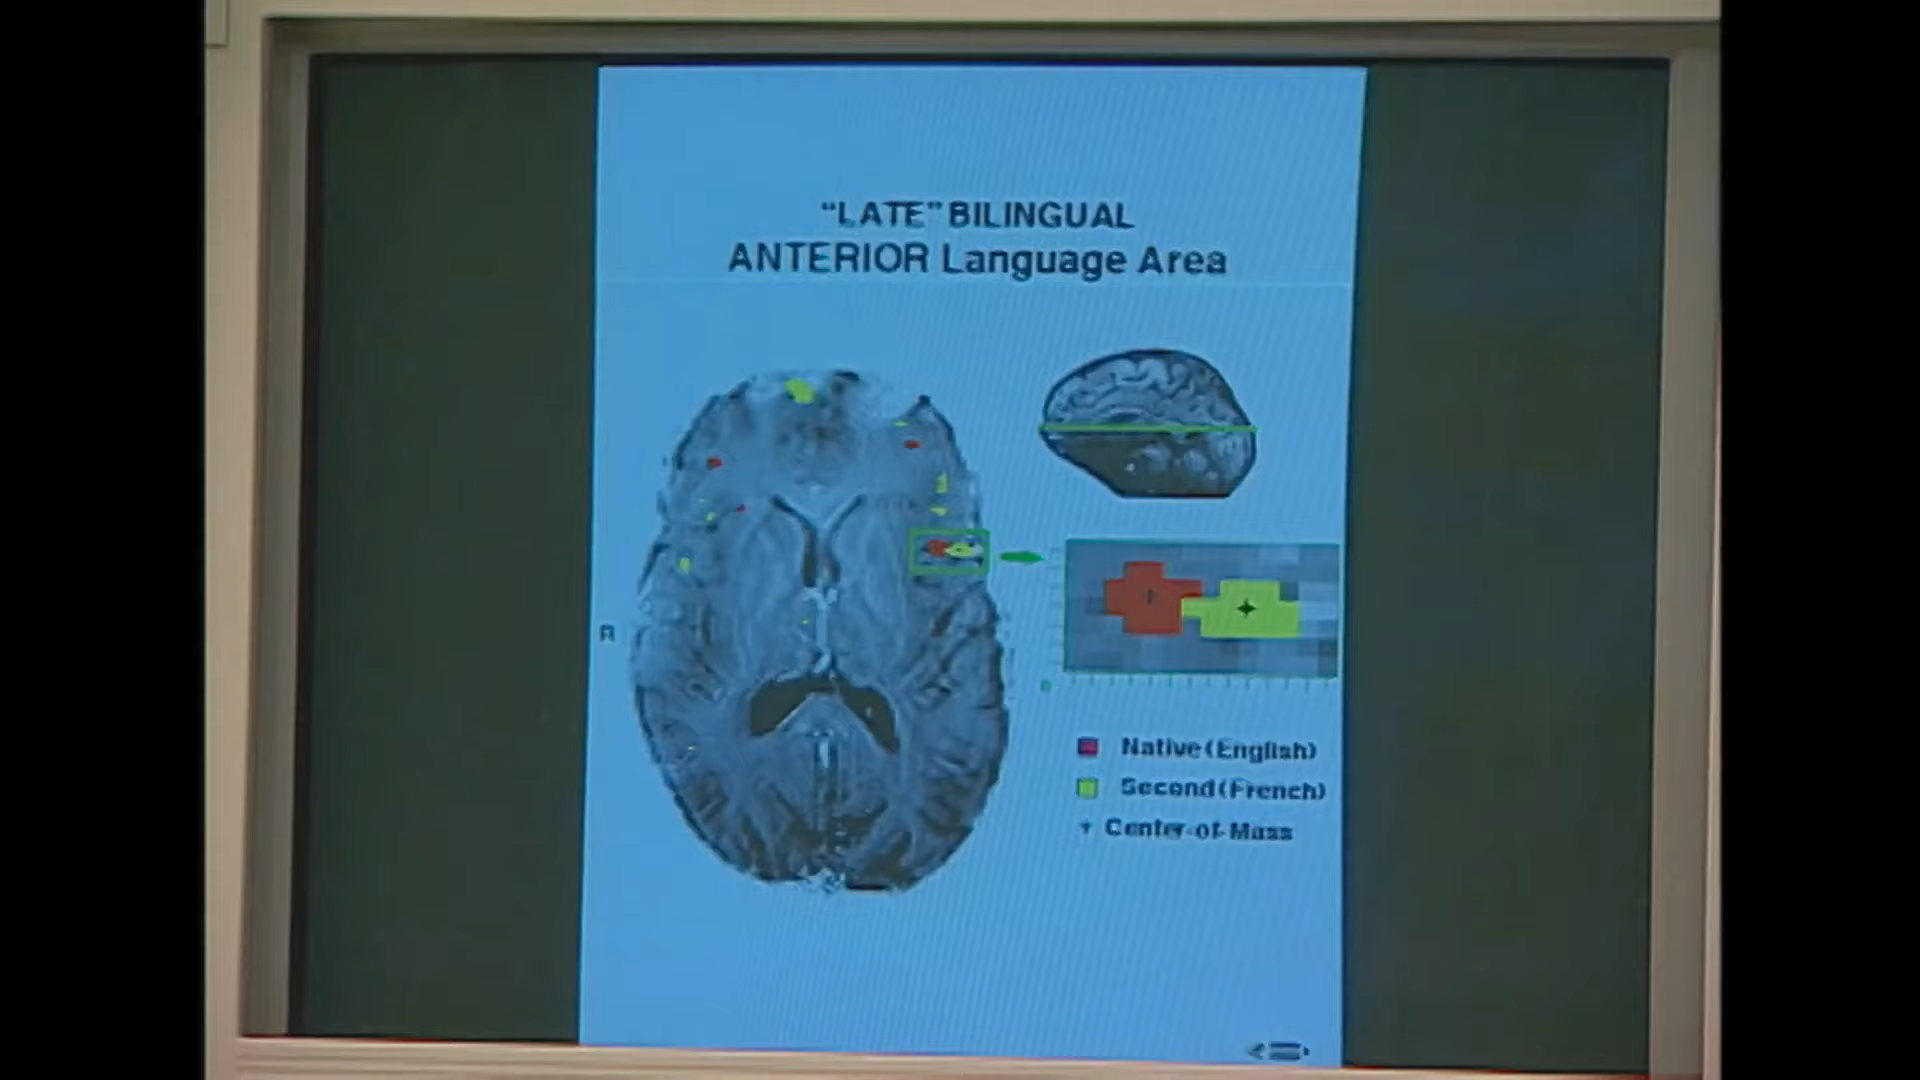 “LATE” BILINGUAL
ANTERIOR Language Area
R
Native (English)
Second (French)
+ Center-of-Mass